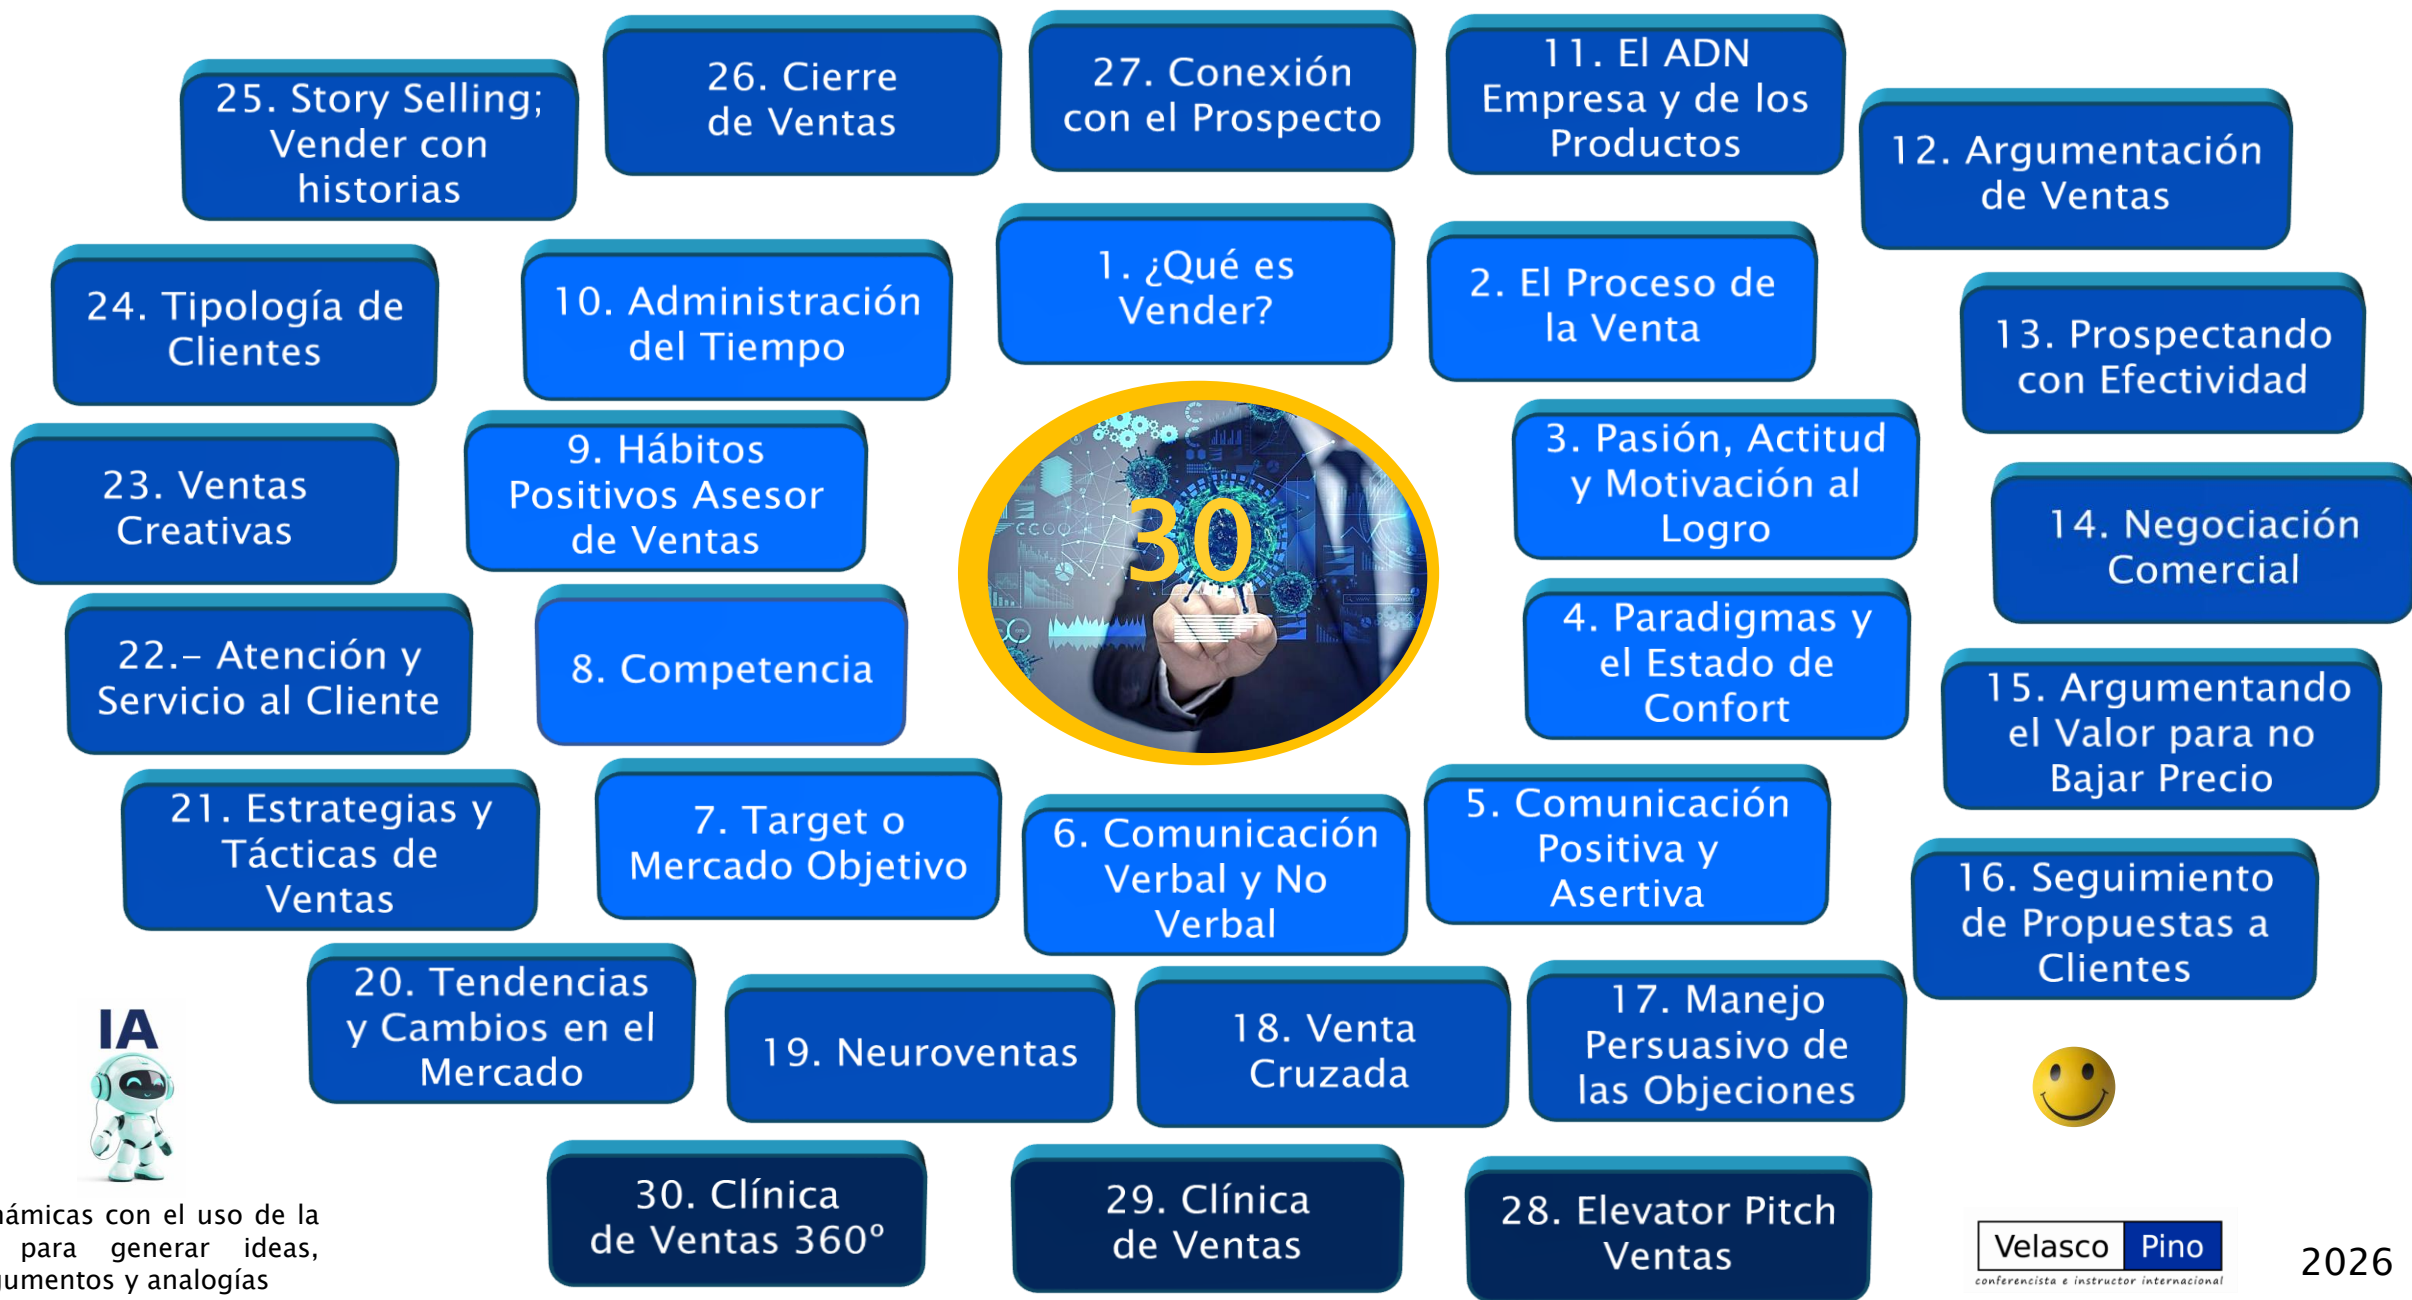 25. Story Selling;
Vender con
historias
26. Cierre
de Ventas
27. Conexión
con el Prospecto
11. El ADN
Empresa y de los
Productos
12. Argumentación
de Ventas
24. Tipología de
Clientes
10. Administración
del Tiempo
1. ¿Qué es
Vender?
2. El Proceso de
la Venta
13. Prospectando
con Efectividad
23. Ventas
Creativas
9. Hábitos
Positivos Asesor
de Ventas
30
3. Pasión, Actitud
y Motivación al
Logro
14. Negociación
Comercial
22.- Atención y
Servicio al Cliente
8. Competencia
4. Paradigmas y
el Estado de
Confort
15. Argumentando
el Valor para no
Bajar Precio
21. Estrategias y
Tácticas de
Ventas
7. Target o
Mercado Objetivo
6. Comunicación
Verbal y No
Verbal
5. Comunicación
Positiva y
Asertiva
16. Seguimiento
de Propuestas a
Clientes
20. Tendencias
y Cambios en el
Mercado
19. Neuroventas
18. Venta
Cruzada
17. Manejo
Persuasivo de
las Objeciones
IA
námicas con el uso de la
para generar ideas,
gumentos y analogías
30. Clínica
de Ventas 360º
29. Clínica
de Ventas
28. Elevator Pitch
Ventas
Velasco Pino
conferencista e instructor internacional
2026